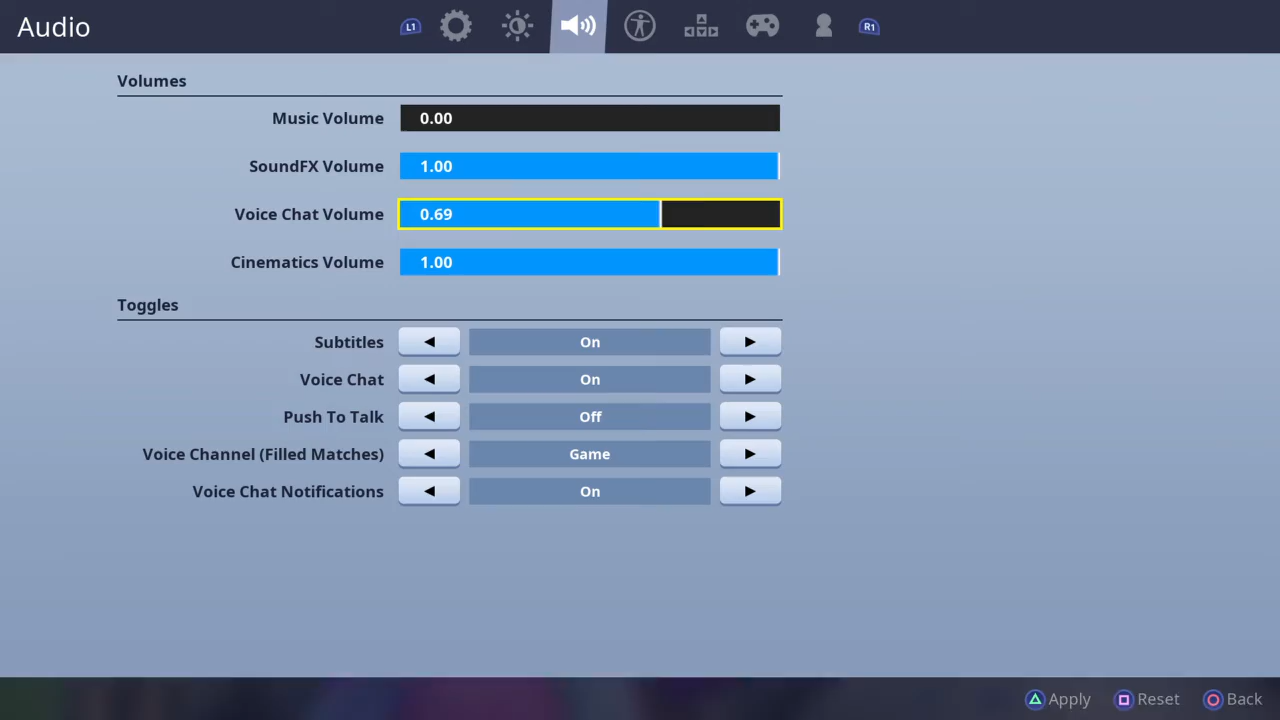 Audio
L1
R1
Volumes
Music Volume 0.00
SoundFX Volume 1.00
Voice Chat Volume 0.69
Cinematics Volume 1.00
Toggles
Subtitles On
Voice Chat On
Push To Talk Off
Voice Channel (Filled Matches) Game
Voice Chat Notifications On
Apply Reset Back